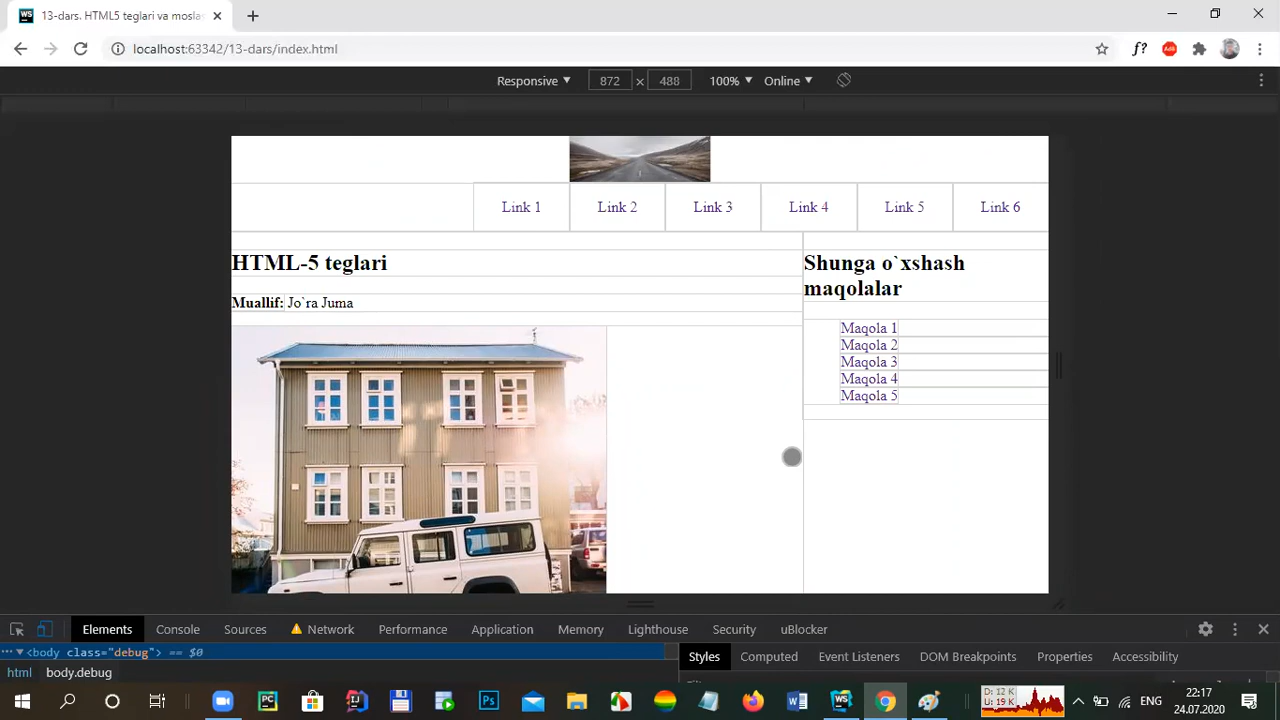 13-dars. HTML5 teglari va mosla
localhost:63342/13-dars/index.html
f?
Responsive 872 × 488 100% Online
Link 1 Link 2 Link 3 Link 4 Link 5 Link 6
HTML-5 teglari
Muallif: Jo`ra Juma
Shunga o`xshash
maqolalar
Maqola 1
Maqola 2
Maqola 3
Maqola 4
Maqola 5
Elements Console Sources Network Performance Application Memory Lighthouse Security uBlocker
<body class="debug"> == $0
html body.debug
Styles Computed Event Listeners DOM Breakpoints Properties Accessibility
D: 12 K
U: 19 K
ENG
22:17
24.07.2020